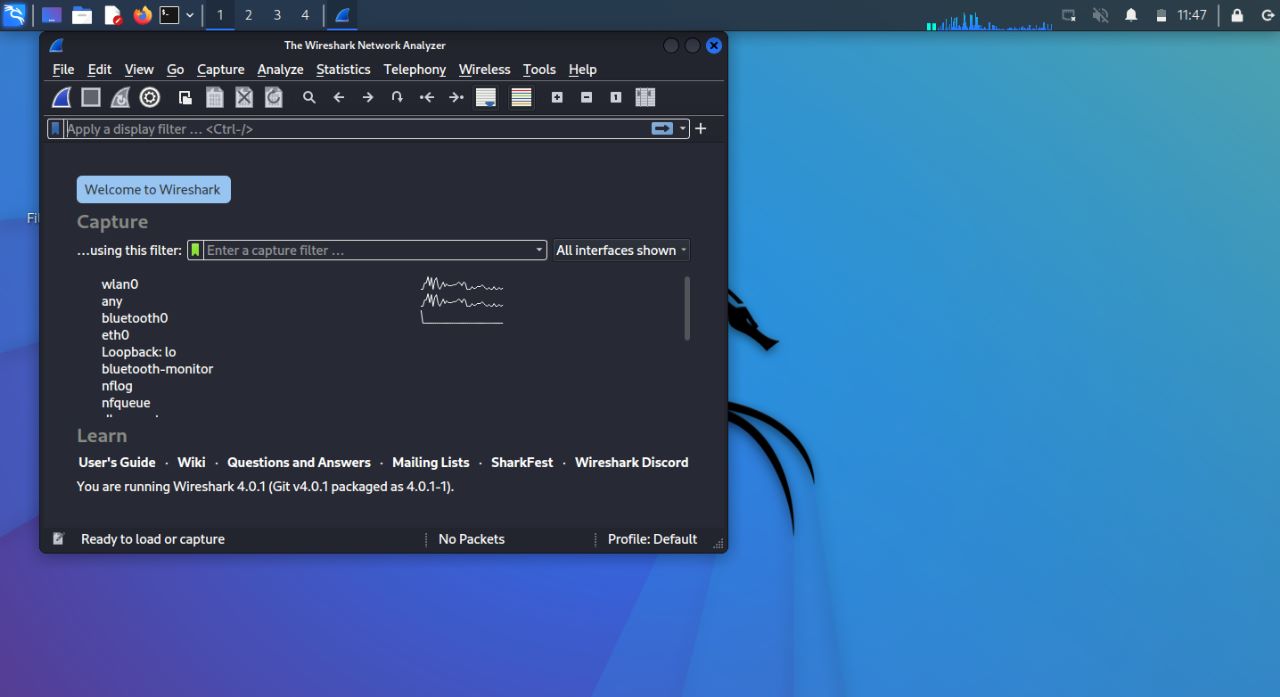 1 2 3 4 11:47
The Wireshark Network Analyzer
File Edit View Go Capture Analyze Statistics Telephony Wireless Tools Help
Apply a display filter ... <Ctrl-/>
Welcome to Wireshark
Capture
...using this filter: Enter a capture filter ... All interfaces shown
wlan0
any
bluetooth0
eth0
Loopback: lo
bluetooth-monitor
nflog
nfqueue
Learn
User's Guide · Wiki · Questions and Answers · Mailing Lists · SharkFest · Wireshark Discord
You are running Wireshark 4.0.1 (Git v4.0.1 packaged as 4.0.1-1).
Ready to load or capture No Packets Profile: Default